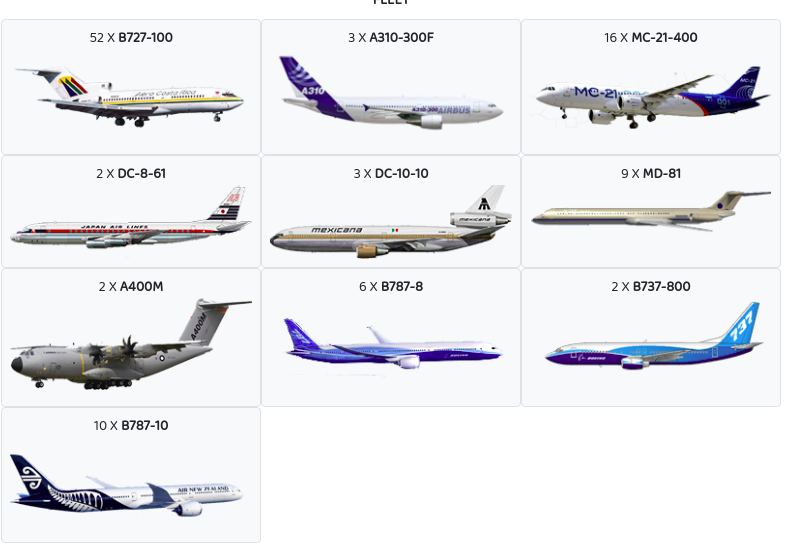 FLEET
52 X B727-100
3 X A310-300F
16 X MC-21-400
Aero Costa Rica
A310
A310-300 AIRBUS
MC-21
MC-21
001
2 X DC-8-61
3 X DC-10-10
9 X MD-81
JAPAN AIR LINES
mexicana
mexicana
2 X A400M
6 X B787-8
2 X B737-800
A400M
737
BOEING
10 X B787-10
AIR NEW ZEALAND